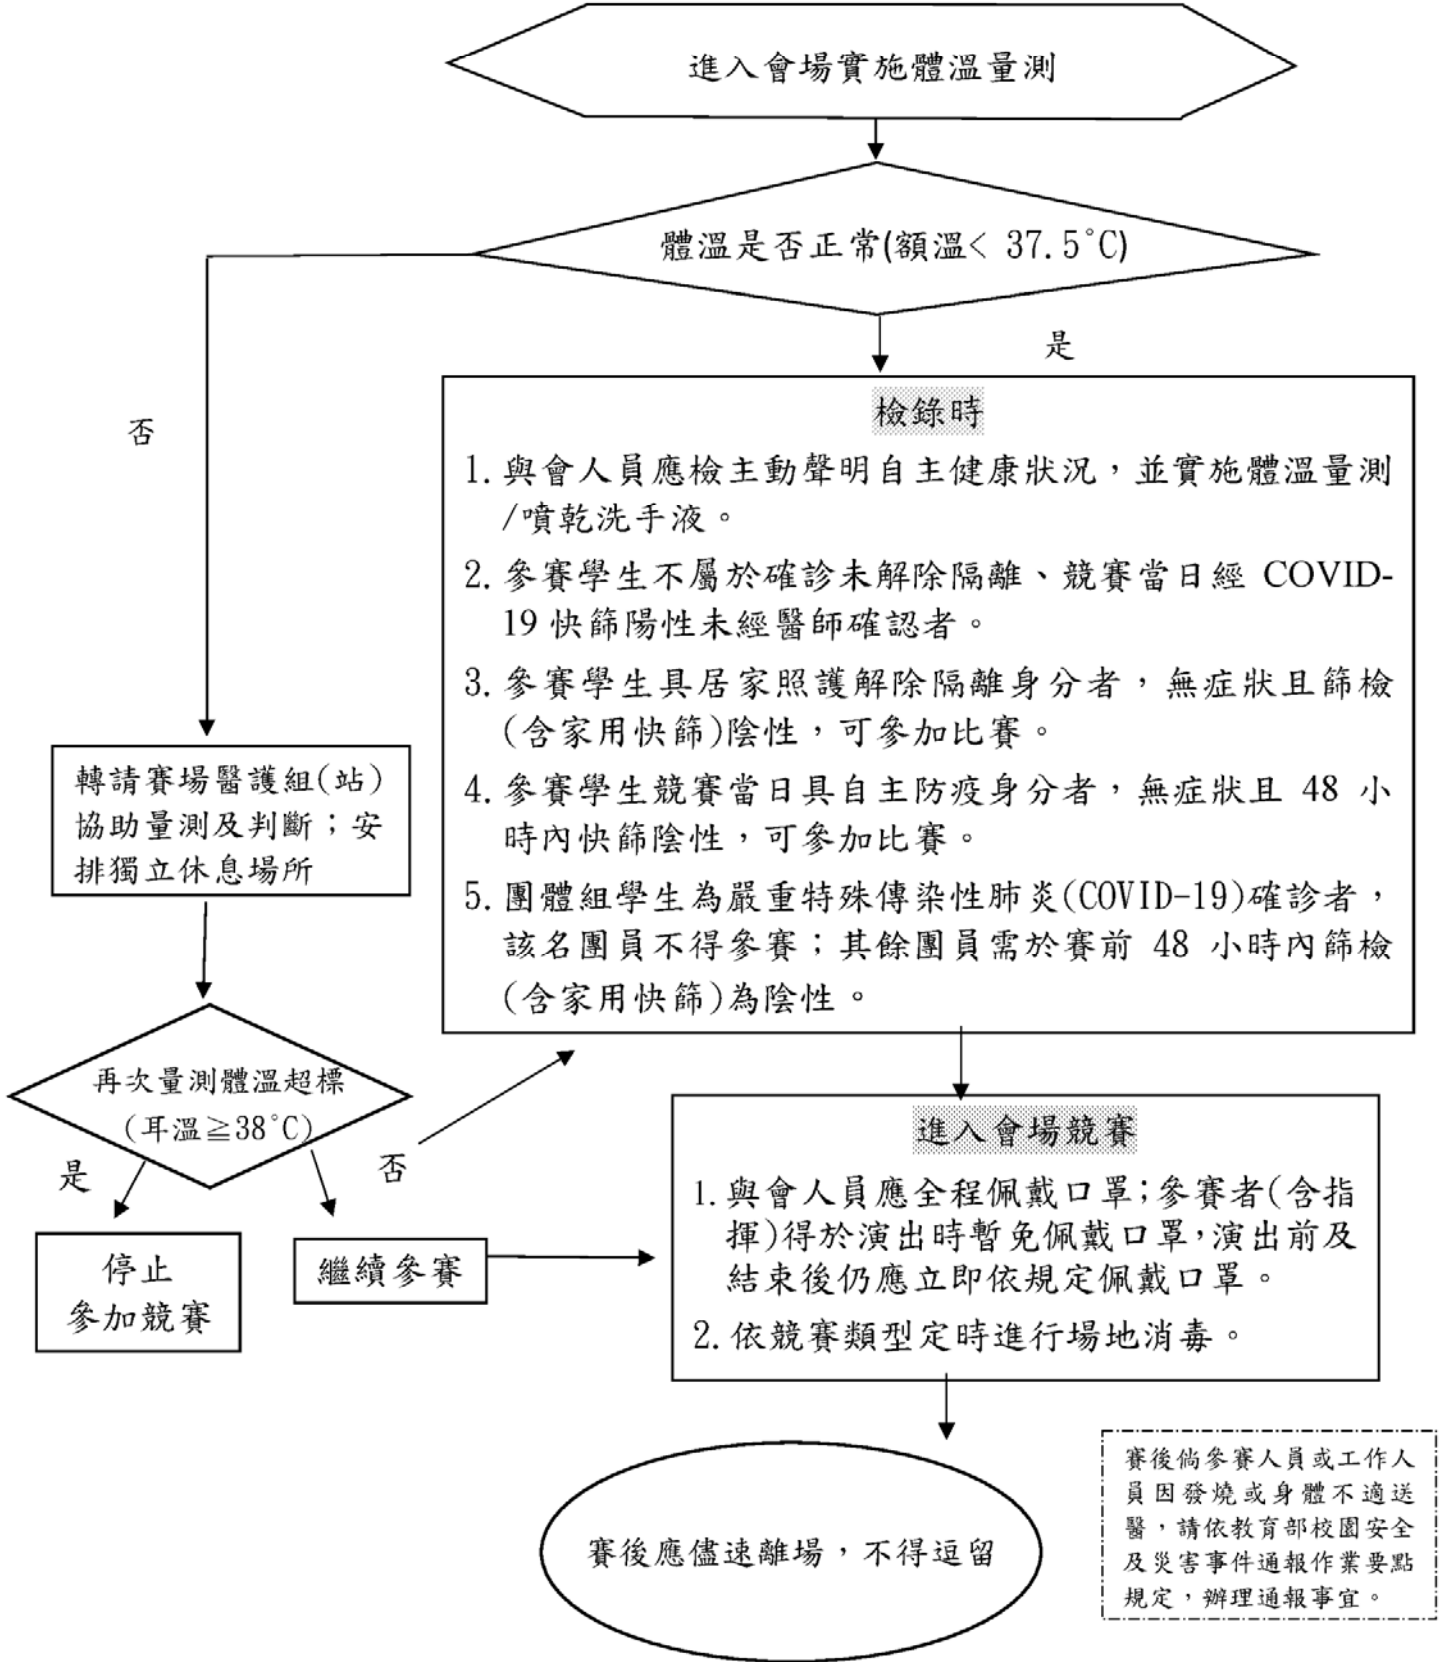 進入會場實施體溫量測
體溫是否正常(額溫< 37.5°C)
是
否
檢錄時
1. 與會人員應檢主動聲明自主健康狀況，並實施體溫量測
/噴乾洗手液。
2. 參賽學生不屬於確診未解除隔離、競賽當日經 COVID-
19 快篩陽性未經醫師確認者。
3. 參賽學生具居家照護解除隔離身分者，無症狀且篩檢
(含家用快篩)陰性，可參加比賽。
4. 參賽學生競賽當日具自主防疫身分者，無症狀且 48 小
時內快篩陰性，可參加比賽。
5. 團體組學生為嚴重特殊傳染性肺炎(COVID-19)確診者，
該名團員不得參賽；其餘團員需於賽前 48 小時內篩檢
(含家用快篩)為陰性。
轉請賽場醫護組(站)
協助量測及判斷；安
排獨立休息場所
再次量測體溫超標
(耳溫≧38°C)
是
否
停止
參加競賽
繼續參賽
進入會場競賽
1. 與會人員應全程佩戴口罩;參賽者(含指
揮)得於演出時暫免佩戴口罩,演出前及
結束後仍應立即依規定佩戴口罩。
2. 依競賽類型定時進行場地消毒。
賽後應儘速離場，不得逗留
賽後倘參賽人員或工作人
員因發燒或身體不適送
醫，請依教育部校園安全
及災害事件通報作業要點
規定，辦理通報事宜。